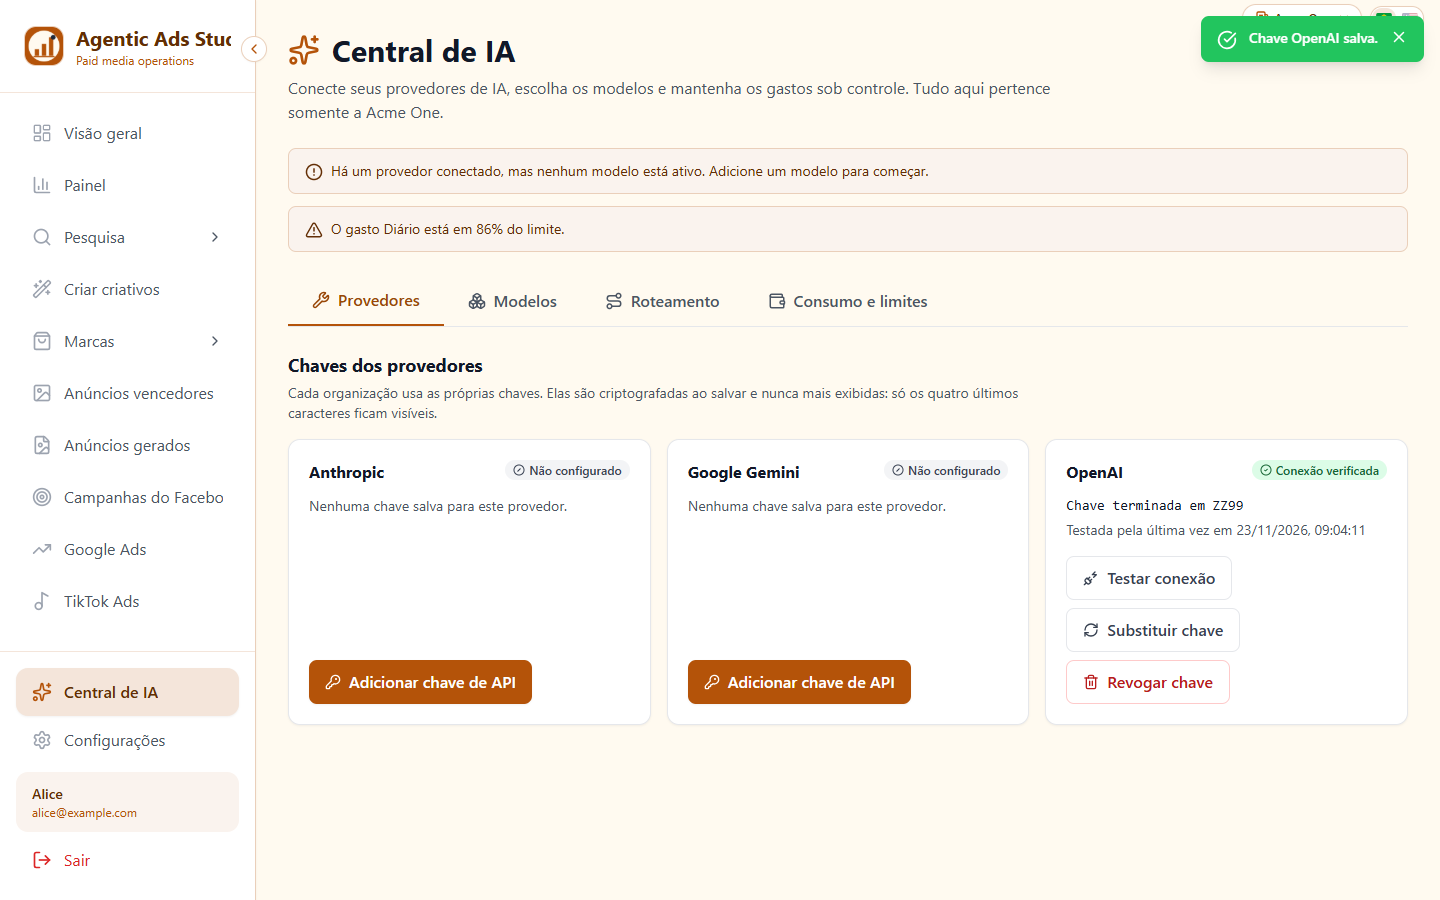 Agentic Ads Stuc
Paid media operations
Visão geral
Painel
Pesquisa
Criar criativos
Marcas
Anúncios vencedores
Anúncios gerados
Campanhas do Facebo
Google Ads
TikTok Ads
Central de IA
Configurações
Alice
alice@example.com
Sair
Central de IA
Conecte seus provedores de IA, escolha os modelos e mantenha os gastos sob controle. Tudo aqui pertence
somente a Acme One.
Chave OpenAI salva.
Há um provedor conectado, mas nenhum modelo está ativo. Adicione um modelo para começar.
O gasto Diário está em 86% do limite.
Provedores
Modelos
Roteamento
Consumo e limites
Chaves dos provedores
Cada organização usa as próprias chaves. Elas são criptografadas ao salvar e nunca mais exibidas: só os quatro últimos
caracteres ficam visíveis.
Anthropic
Não configurado
Nenhuma chave salva para este provedor.
Adicionar chave de API
Google Gemini
Não configurado
Nenhuma chave salva para este provedor.
Adicionar chave de API
OpenAI
Conexão verificada
Chave terminada em ZZ99
Testada pela última vez em 23/11/2026, 09:04:11
Testar conexão
Substituir chave
Revogar chave